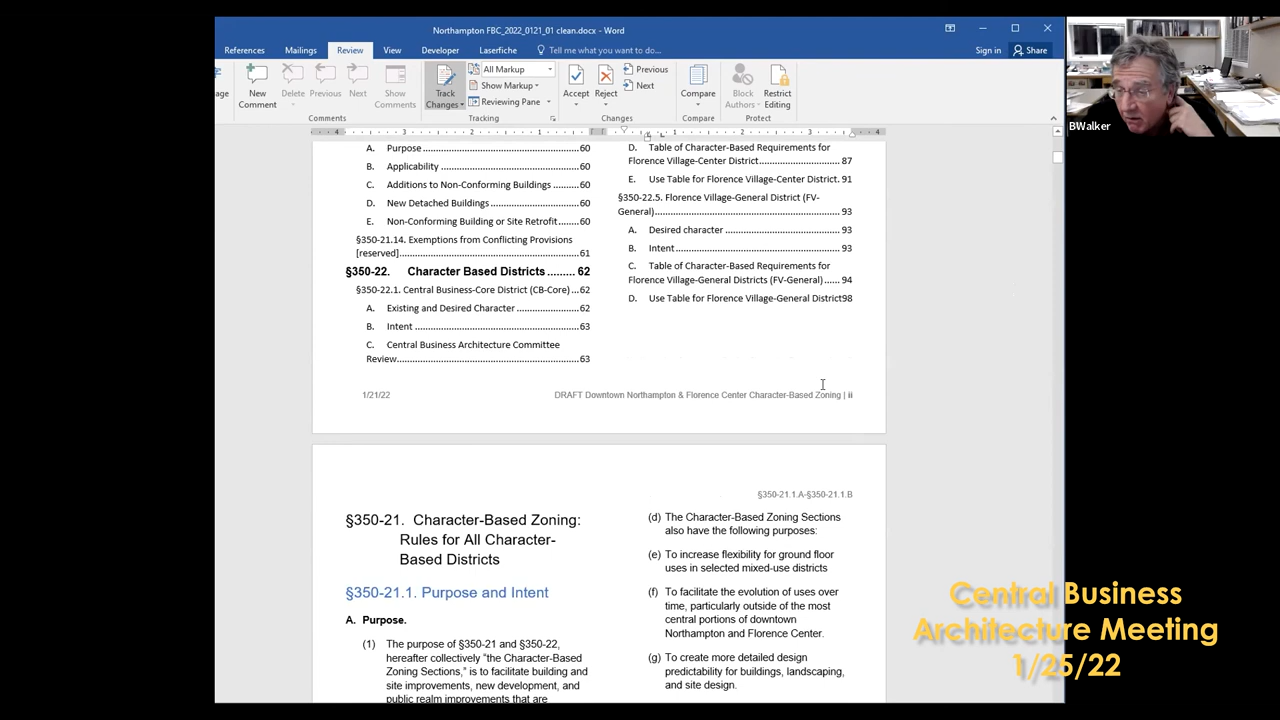 Northampton FBC_2022_0121_01 clean.docx - Word
References Mailings Review View Developer Laserfiche Tell me what you want to do... Sign in Share
New Comment
Delete
Previous
Next
Show Comments
Track Changes
All Markup
Show Markup
Reviewing Pane
Tracking
Accept
Reject
Previous
Next
Changes
Compare
Compare
Block Authors
Restrict Editing
Protect
BWalker
A. Purpose 60
B. Applicability 60
C. Additions to Non-Conforming Buildings 60
D. New Detached Buildings 60
E. Non-Conforming Building or Site Retrofit 60
§350-21.14. Exemptions from Conflicting Provisions
[reserved] 61
§350-22. Character Based Districts 62
§350-22.1. Central Business-Core District (CB-Core) ...62
A. Existing and Desired Character 62
B. Intent 63
C. Central Business Architecture Committee
Review 63
D. Table of Character-Based Requirements for
Florence Village-Center District 87
E. Use Table for Florence Village-Center District. 91
§350-22.5. Florence Village-General District (FV-
General) 93
A. Desired character 93
B. Intent 93
C. Table of Character-Based Requirements for
Florence Village-General Districts (FV-General) 94
D. Use Table for Florence Village-General District98
1/21/22 DRAFT Downtown Northampton & Florence Center Character-Based Zoning | ii
§350-21.1.A-§350-21.1.B
§350-21. Character-Based Zoning:
Rules for All Character-
Based Districts
§350-21.1. Purpose and Intent
A. Purpose.
(1) The purpose of §350-21 and §350-22,
hereafter collectively “the Character-Based
Zoning Sections,” is to facilitate building and
site improvements, new development, and
public realm improvements that are
(d) The Character-Based Zoning Sections
also have the following purposes:
(e) To increase flexibility for ground floor
uses in selected mixed-use districts
(f) To facilitate the evolution of uses over
time, particularly outside of the most
central portions of downtown
Northampton and Florence Center.
(g) To create more detailed design
predictability for buildings, landscaping,
and site design.
Central Business
Architecture Meeting
1/25/22